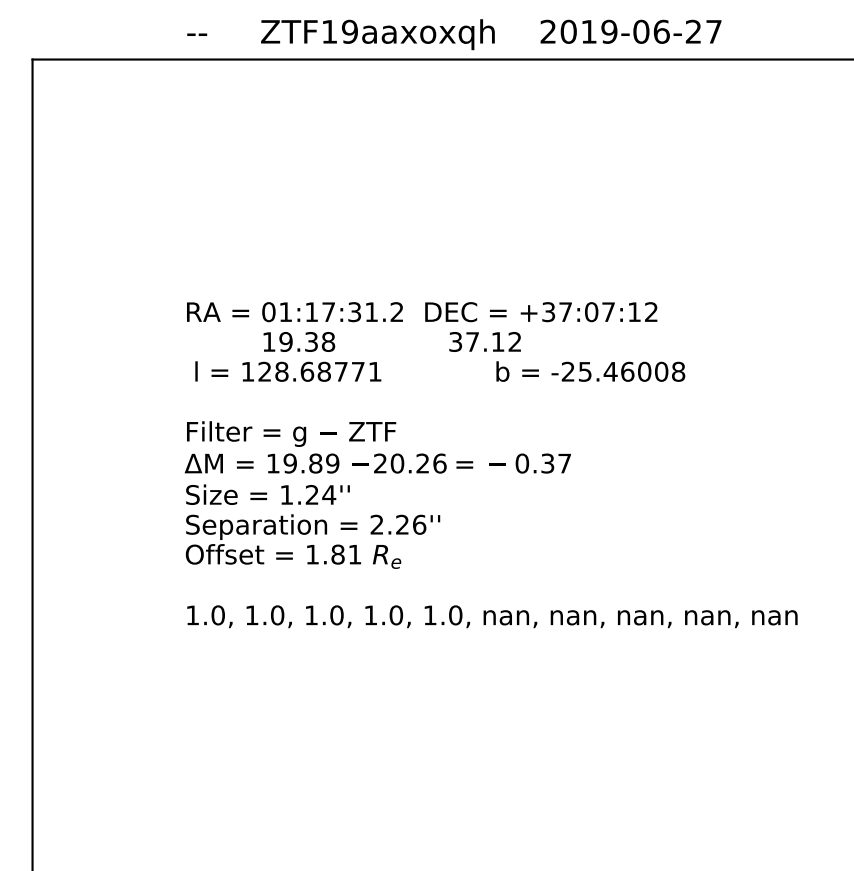 -- ZTF19aaxoxqh 2019-06-27
RA = 01:17:31.2 DEC = +37:07:12
19.38 37.12
l = 128.68771 b = -25.46008
Filter = g − ZTF
ΔM = 19.89 −20.26 = − 0.37
Size = 1.24''
Separation = 2.26''
Offset = 1.81 Rₑ
1.0, 1.0, 1.0, 1.0, 1.0, nan, nan, nan, nan, nan